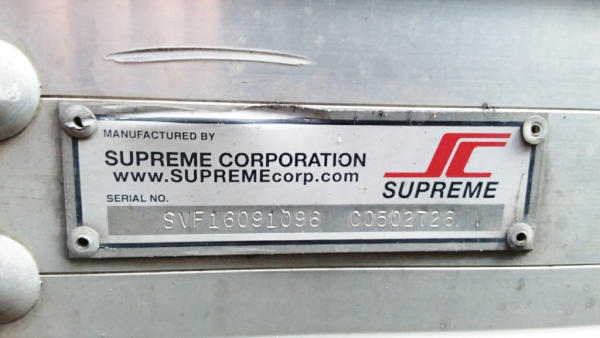 MANUFACTURED BY
SUPREME CORPORATION
www.SUPREMEcorp.com
SUPREME
SERIAL NO.
SVF16091096 C0502726